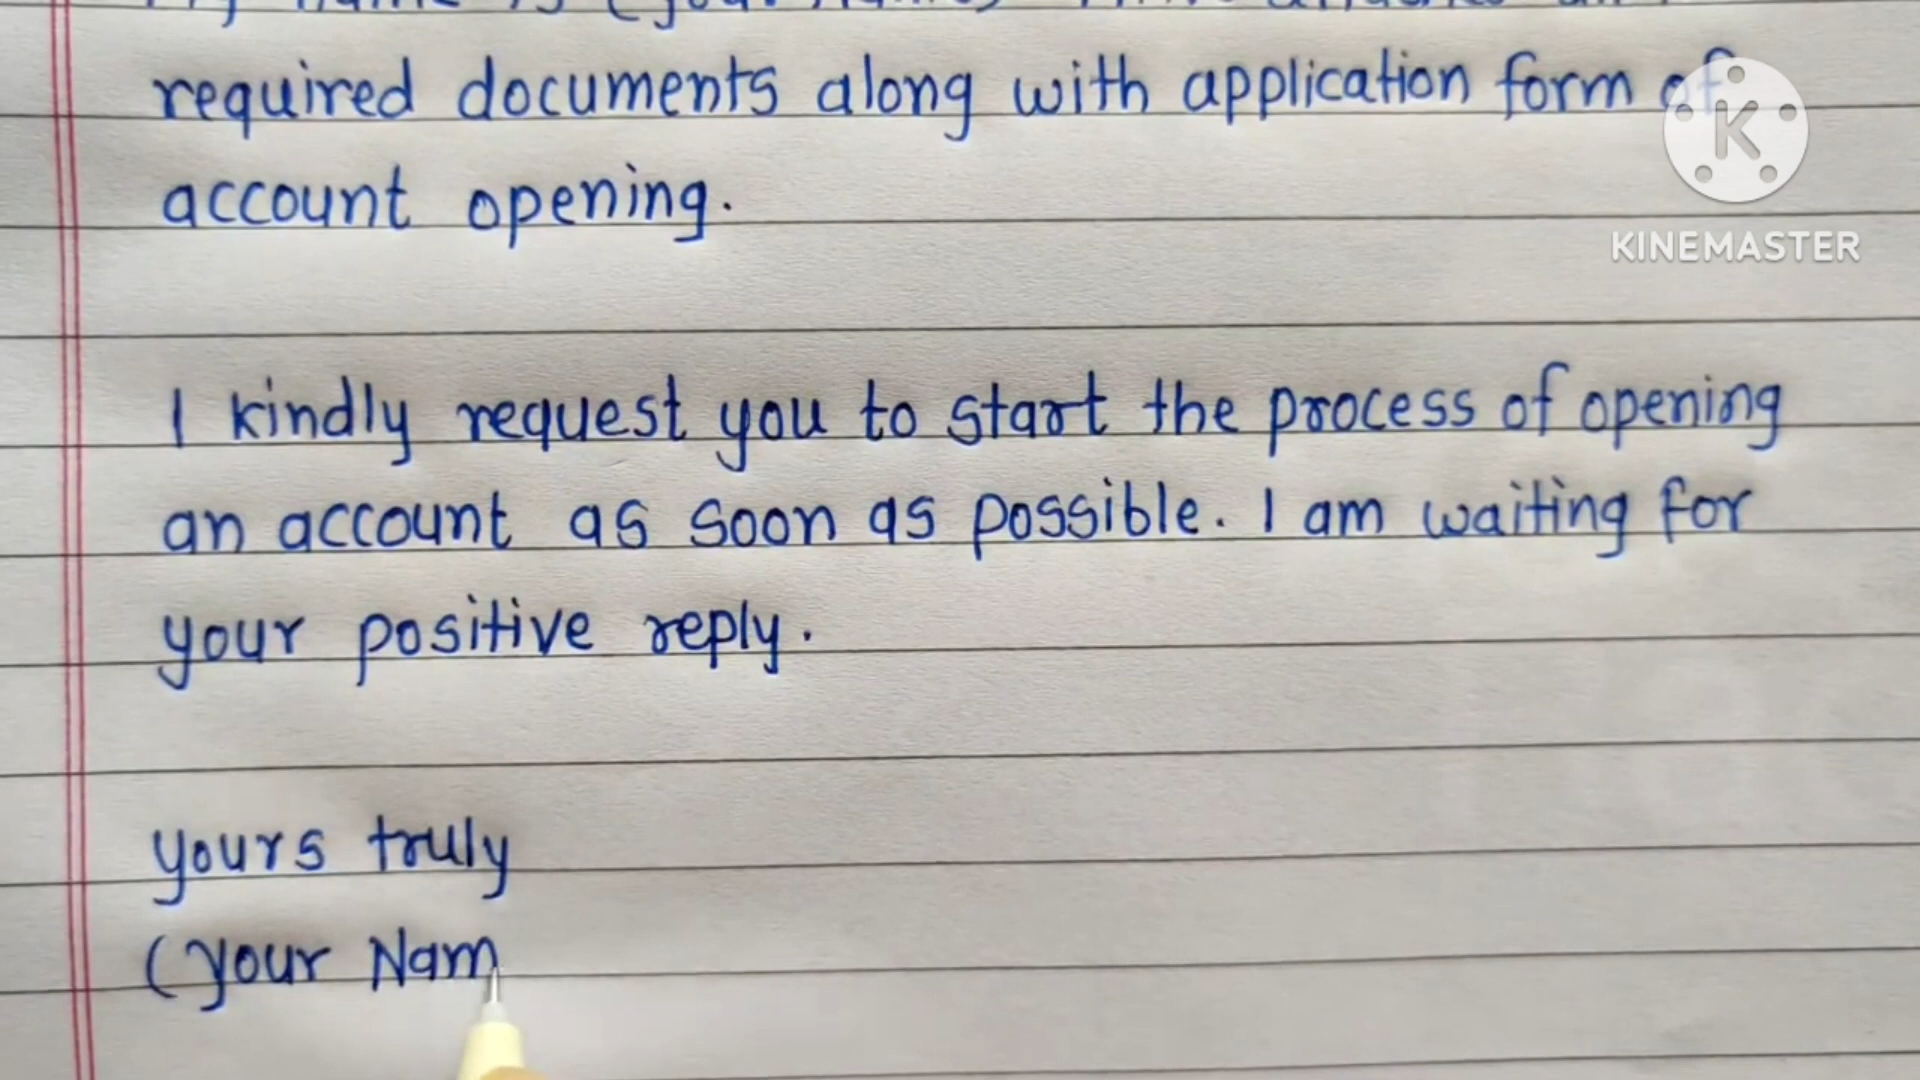 required documents along with application form of
account opening.
I kindly request you to start the process of opening
an account as soon as possible. I am waiting for
your positive reply.
yours truly
(your Nam
K
KINEMASTER